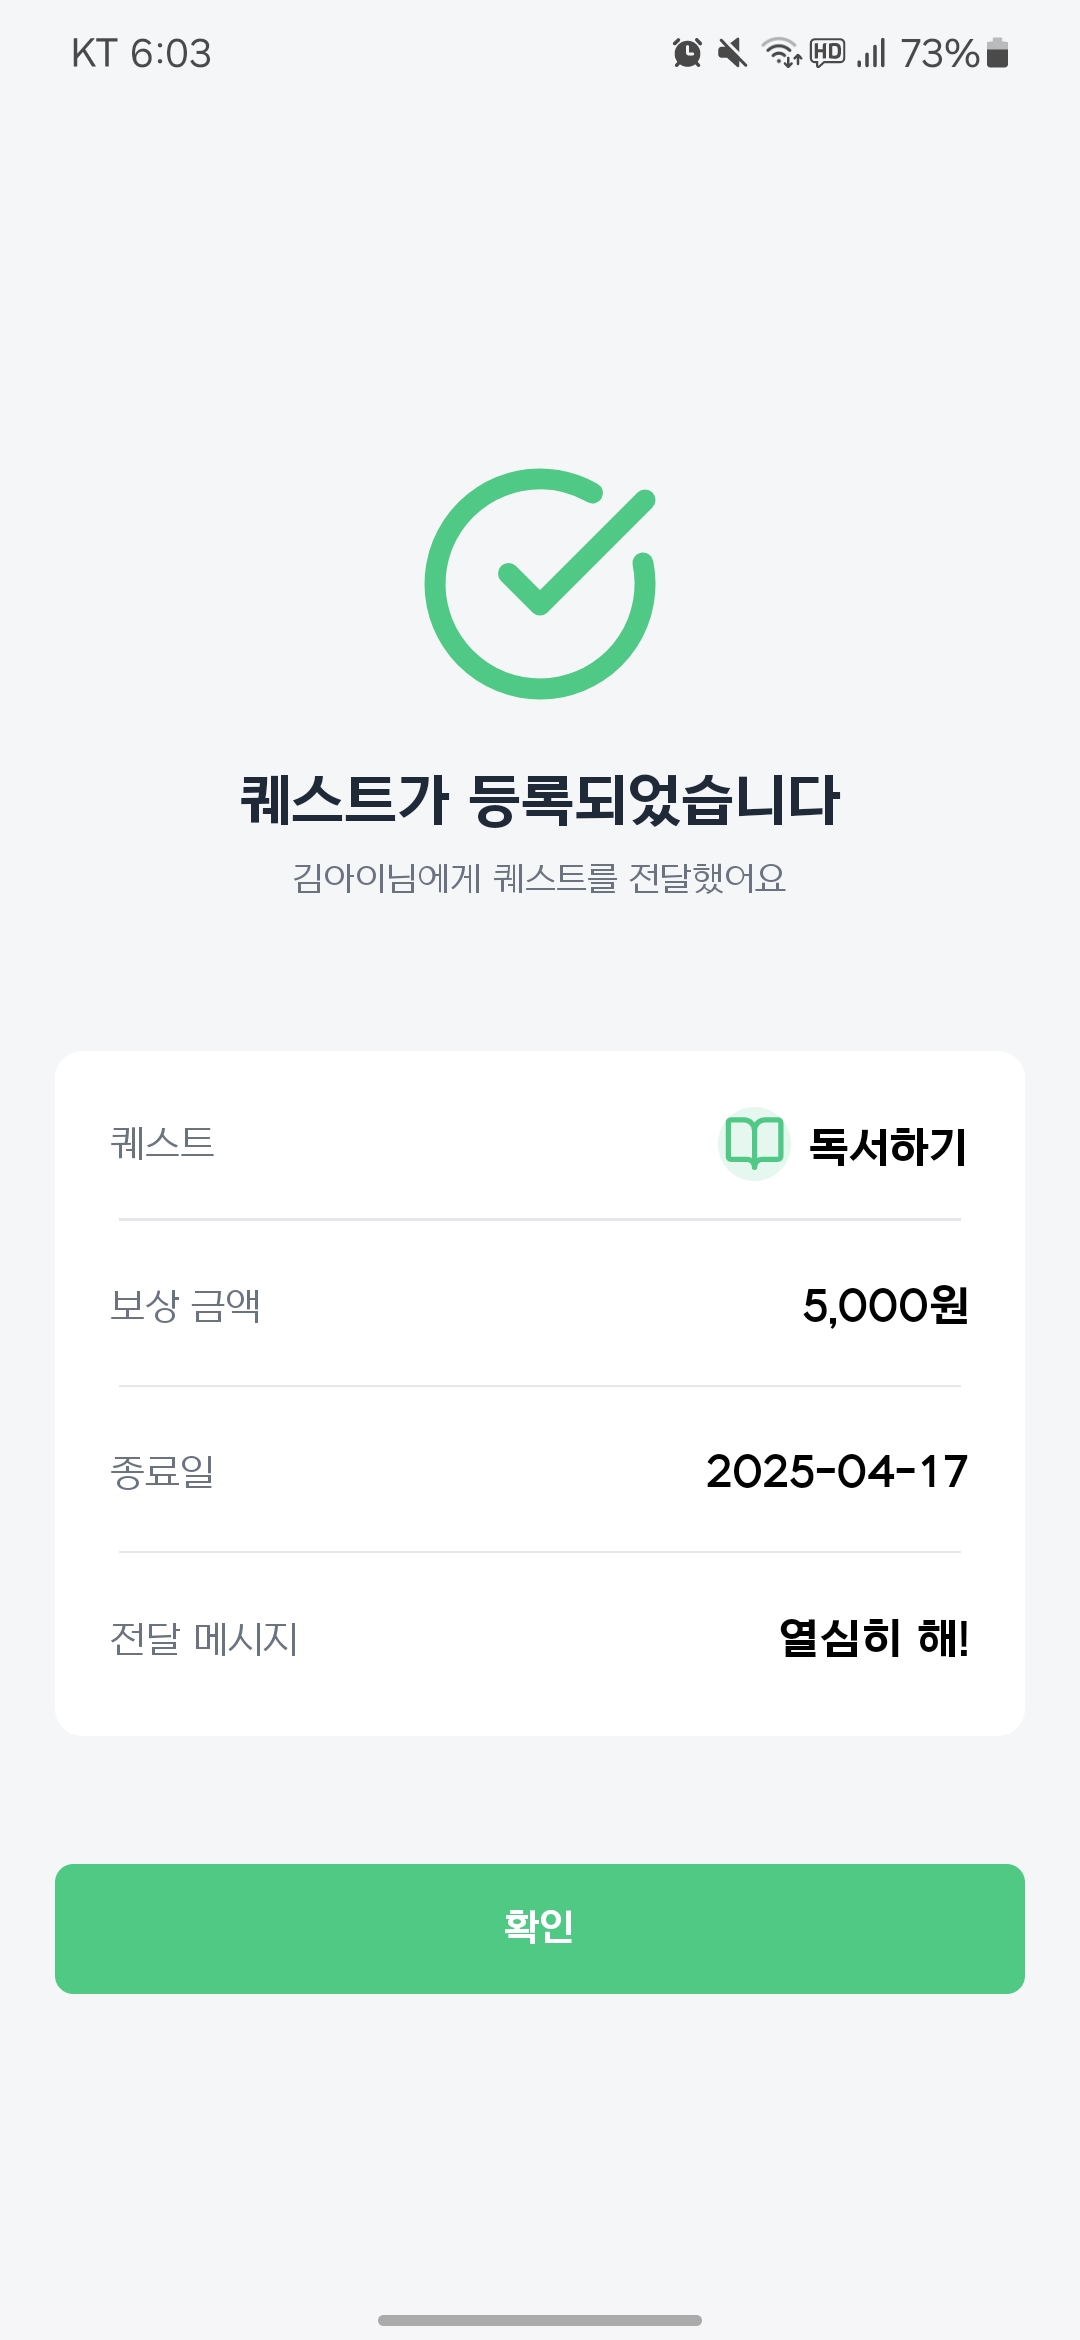 KT 6:03 HD 73%
퀘스트가 등록되었습니다
김아이님에게 퀘스트를 전달했어요
퀘스트 독서하기
보상 금액 5,000원
종료일 2025-04-17
전달 메시지 열심히 해!
확인